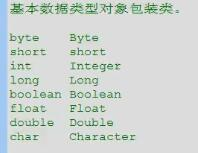 基本数据类型对象包装类。
byte Byte
short short
int Integer
long Long
boolean Boolean
float Float
double Double
char Character